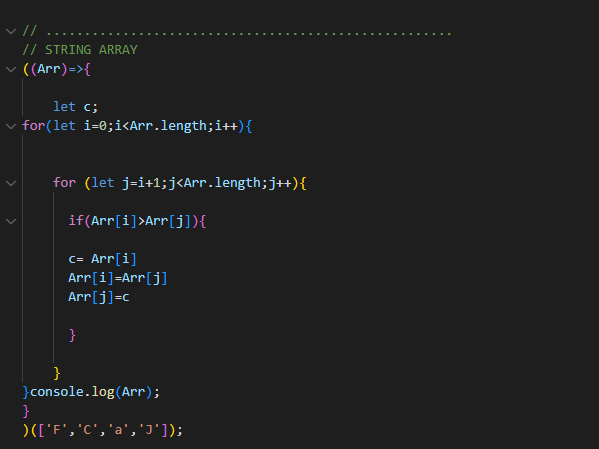 // .....................................................
// STRING ARRAY
((Arr)=>{
let c;
for(let i=0;i<Arr.length;i++){
for (let j=i+1;j<Arr.length;j++){
if(Arr[i]>Arr[j]){
c= Arr[i]
Arr[i]=Arr[j]
Arr[j]=c
}
}
}console.log(Arr);
}
)(['F','C','a','J']);